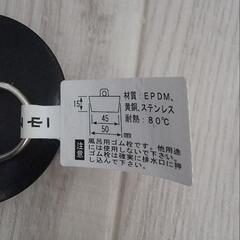 材質：EPDM、
黄銅、ステンレス
耐熱：80℃
15
45
50
mm
注意
風呂用ゴム栓です。他用途
には使用しないで下さい。
ゴム栓は確実に排水口に押
し込んで下さい。